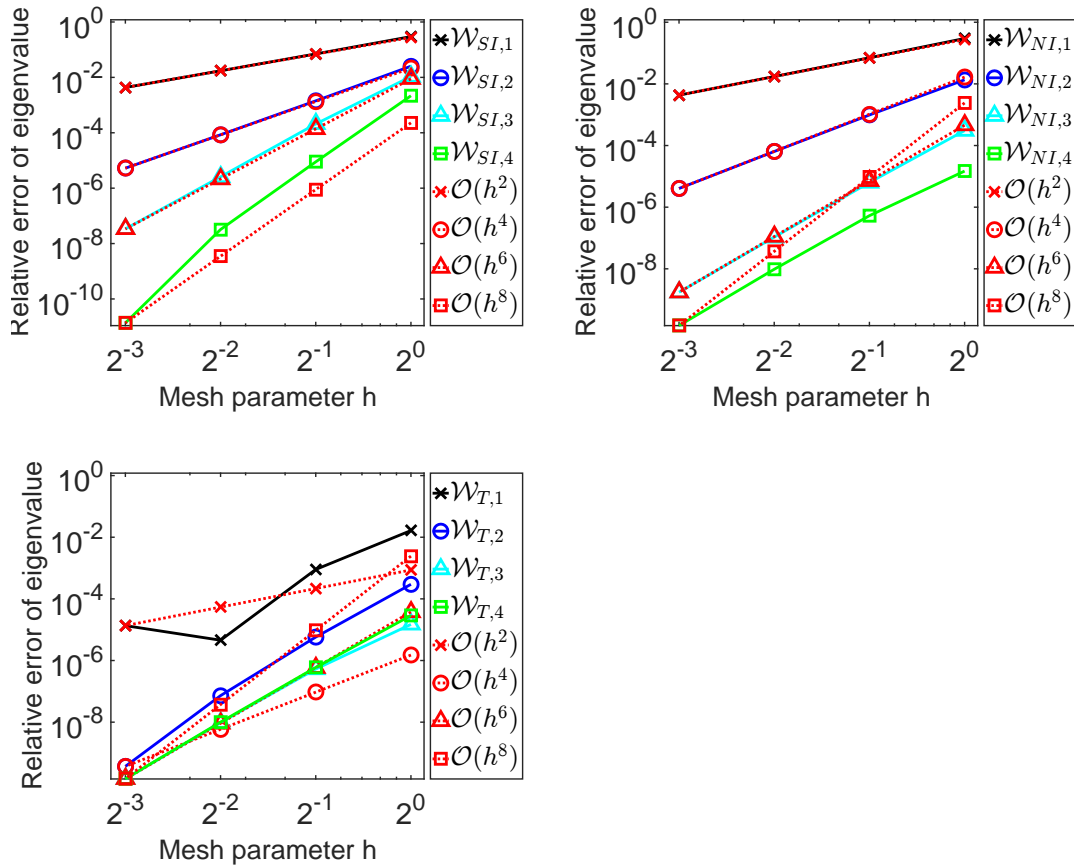 Relative error of eigenvalue
10^0
10^-2
10^-4
10^-6
10^-8
10^-10
2^-3
2^-2
2^-1
2^0
Mesh parameter h
W_{SI,1}
W_{SI,2}
W_{SI,3}
W_{SI,4}
O(h^2)
O(h^4)
O(h^6)
O(h^8)
Relative error of eigenvalue
10^0
10^-2
10^-4
10^-6
10^-8
2^-3
2^-2
2^-1
2^0
Mesh parameter h
W_{NI,1}
W_{NI,2}
W_{NI,3}
W_{NI,4}
O(h^2)
O(h^4)
O(h^6)
O(h^8)
Relative error of eigenvalue
10^0
10^-2
10^-4
10^-6
10^-8
2^-3
2^-2
2^-1
2^0
Mesh parameter h
W_{T,1}
W_{T,2}
W_{T,3}
W_{T,4}
O(h^2)
O(h^4)
O(h^6)
O(h^8)